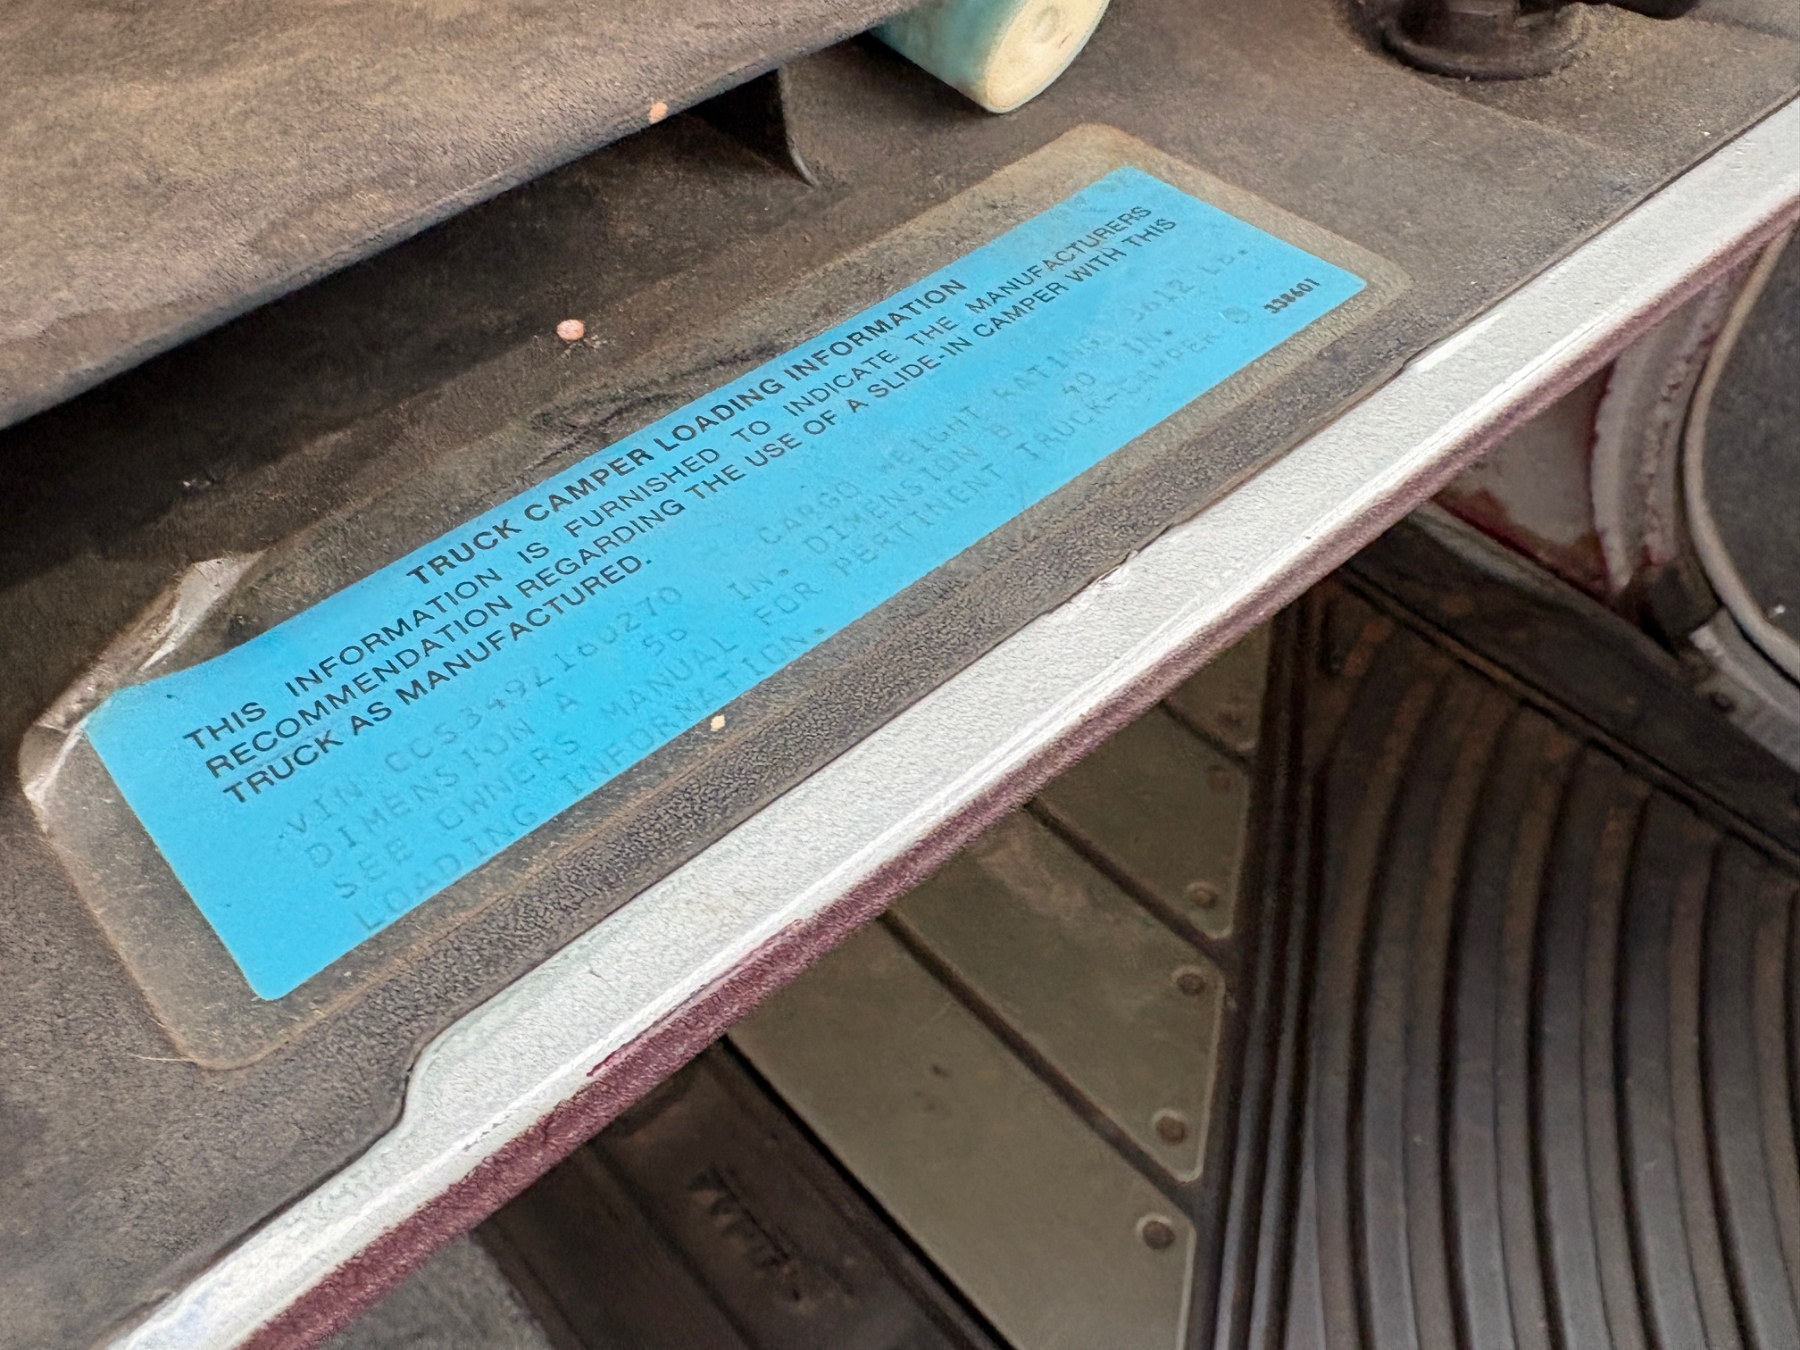 TRUCK CAMPER LOADING INFORMATION
THIS INFORMATION IS FURNISHED TO INDICATE THE MANUFACTURERS
RECOMMENDATION REGARDING THE USE OF A SLIDE-IN CAMPER WITH THIS
TRUCK AS MANUFACTURED.
VIN CARGO WEIGHT RATING 3612 LB.
DIMENSION A IN. DIMENSION B 40 IN.
SEE OWNERS MANUAL FOR PERTINENT TRUCK-CAMPER
LOADING INFORMATION.
338601